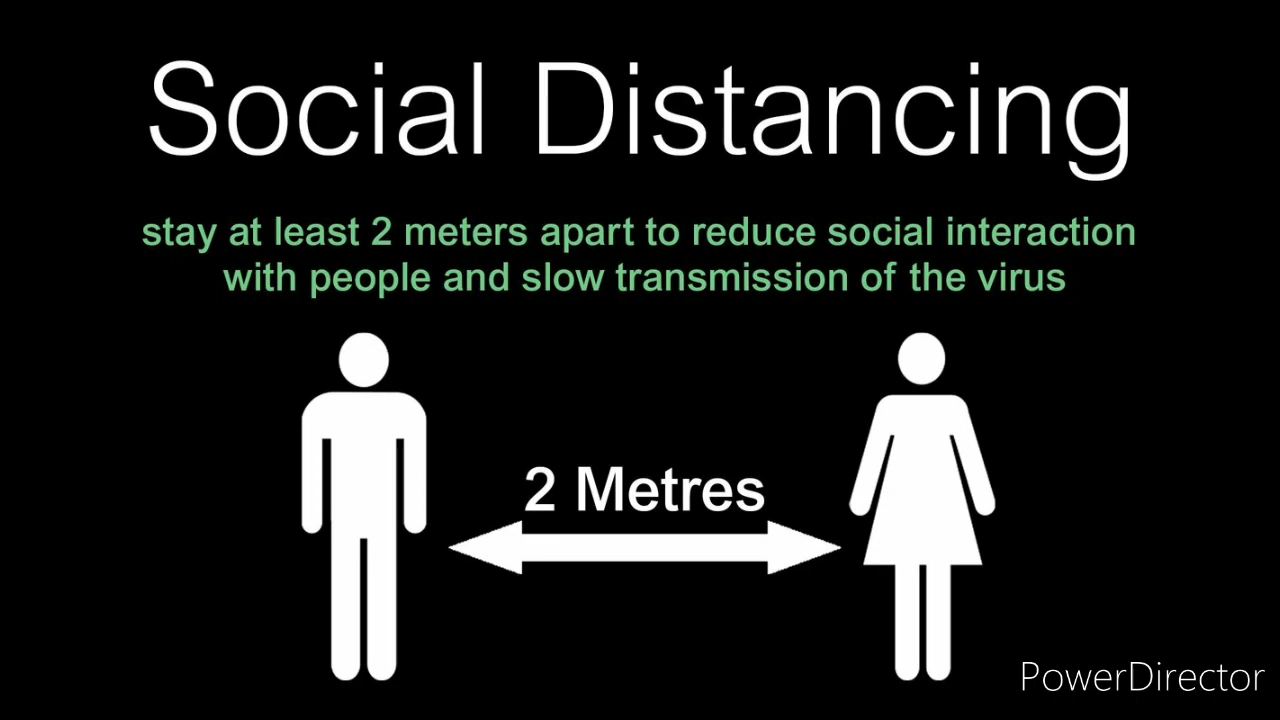 Social Distancing
stay at least 2 meters apart to reduce social interaction
with people and slow transmission of the virus
2 Metres
PowerDirector